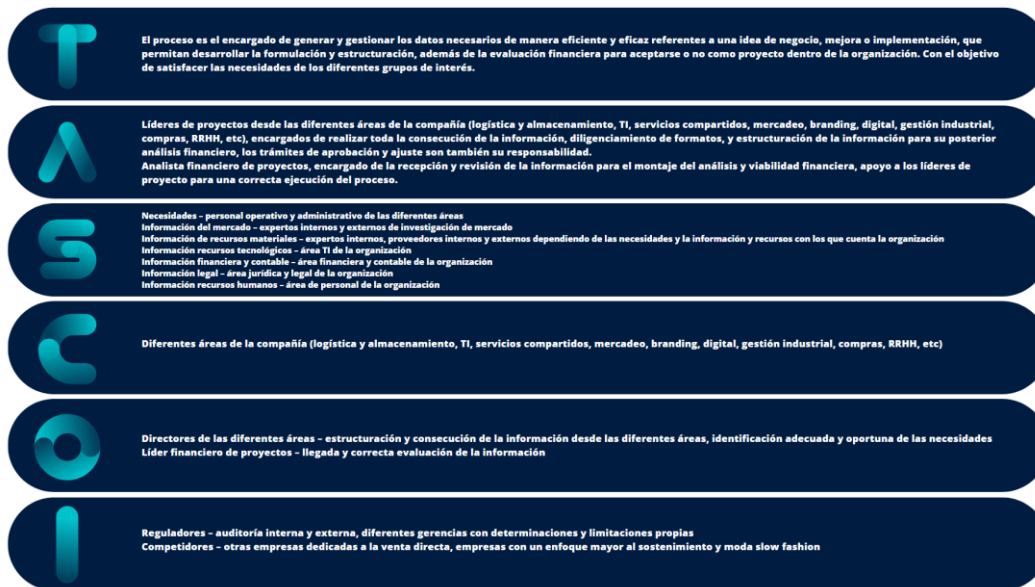 T
El proceso es el encargado de generar y gestionar los datos necesarios de manera eficiente y eficaz referentes a una idea de negocio, mejora o implementación, que
permitan desarrollar la formulación y estructuración, además de la evaluación financiera para aceptarse o no como proyecto dentro de la organización. Con el objetivo
de satisfacer las necesidades de los diferentes grupos de interés.
A
Líderes de proyectos desde las diferentes áreas de la compañía (logística y almacenamiento, TI, servicios compartidos, mercadeo, branding, digital, gestión industrial,
compras, RRHH, etc), encargados de realizar toda la consecución de la información, diligenciamiento de formatos, y estructuración de la información para su posterior
análisis financiero, los trámites de aprobación y ajuste son también su responsabilidad.
Analista financiero de proyectos, encargado de la recepción y revisión de la información para el montaje del análisis y viabilidad financiera, apoyo a los líderes de
proyecto para una correcta ejecución del proceso.
S
Necesidades – personal operativo y administrativo de las diferentes áreas
Información del mercado – expertos internos y externos de investigación de mercado
Información de recursos materiales – expertos internos, proveedores internos y externos dependiendo de las necesidades y la información y recursos con los que cuenta la organización
Información recursos tecnológicos – área TI de la organización
Información financiera y contable – área financiera y contable de la organización
Información legal – área jurídica y legal de la organización
Información recursos humanos – área de personal de la organización
C
Diferentes áreas de la compañía (logística y almacenamiento, TI, servicios compartidos, mercadeo, branding, digital, gestión industrial, compras, RRHH, etc)
O
Directores de las diferentes áreas – estructuración y consecución de la información desde las diferentes áreas, identificación adecuada y oportuna de las necesidades
Líder financiero de proyectos – llegada y correcta evaluación de la información
I
Reguladores – auditoría interna y externa, diferentes gerencias con determinaciones y limitaciones propias
Competidores – otras empresas dedicadas a la venta directa, empresas con un enfoque mayor al sostenimiento y moda slow fashion